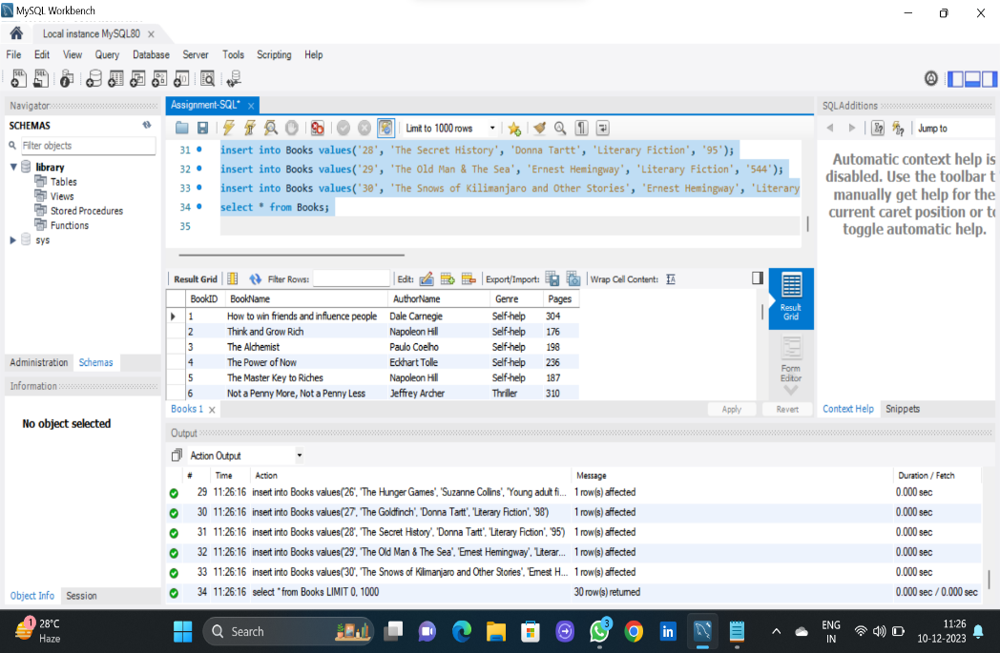 MySQL Workbench
Local instance MySQL80
File Edit View Query Database Server Tools Scripting Help
Navigator
SCHEMAS
Filter objects
library
Tables
Views
Stored Procedures
Functions
sys
Administration Schemas
Information
No object selected
Object Info Session
Assignment-SQL*
Limit to 1000 rows
31 insert into Books values('28', 'The Secret History', 'Donna Tartt', 'Literary Fiction', '95');
32 insert into Books values('29', 'The Old Man & The Sea', 'Ernest Hemingway', 'Literary Fiction', '544');
33 insert into Books values('30', 'The Snows of Kilimanjaro and Other Stories', 'Ernest Hemingway', 'Literary
34 select * from Books;
35
Result Grid Filter Rows: Edit: Export/Import: Wrap Cell Content:
BookID BookName AuthorName Genre Pages
1 How to win friends and influence people Dale Carnegie Self-help 304
2 Think and Grow Rich Napoleon Hill Self-help 176
3 The Alchemist Paulo Coelho Self-help 198
4 The Power of Now Eckhart Tolle Self-help 236
5 The Master Key to Riches Napoleon Hill Self-help 187
6 Not a Penny More, Not a Penny Less Jeffrey Archer Thriller 310
Result
Grid
Form
Editor
Books 1 Apply Revert
SQLAdditions
Jump to
Automatic context help is
disabled. Use the toolbar t
manually get help for the
current caret position or to
toggle automatic help.
Context Help Snippets
Output
Action Output
# Time Action Message Duration / Fetch
29 11:26:16 insert into Books values('26', 'The Hunger Games', 'Suzanne Collins', 'Young adult fi... 1 row(s) affected 0.000 sec
30 11:26:16 insert into Books values('27', 'The Goldfinch', 'Donna Tartt', 'Literary Fiction', '98') 1 row(s) affected 0.000 sec
31 11:26:16 insert into Books values('28', 'The Secret History', 'Donna Tartt', 'Literary Fiction', '95') 1 row(s) affected 0.000 sec
32 11:26:16 insert into Books values('29', 'The Old Man & The Sea', 'Ernest Hemingway', 'Literar... 1 row(s) affected 0.000 sec
33 11:26:16 insert into Books values('30', 'The Snows of Kilimanjaro and Other Stories', 'Ernest H... 1 row(s) affected 0.000 sec
34 11:26:16 select * from Books LIMIT 0, 1000 30 row(s) returned 0.000 sec / 0.000 sec
1
28°C
Haze
Search
3
ENG
IN
11:26
10-12-2023